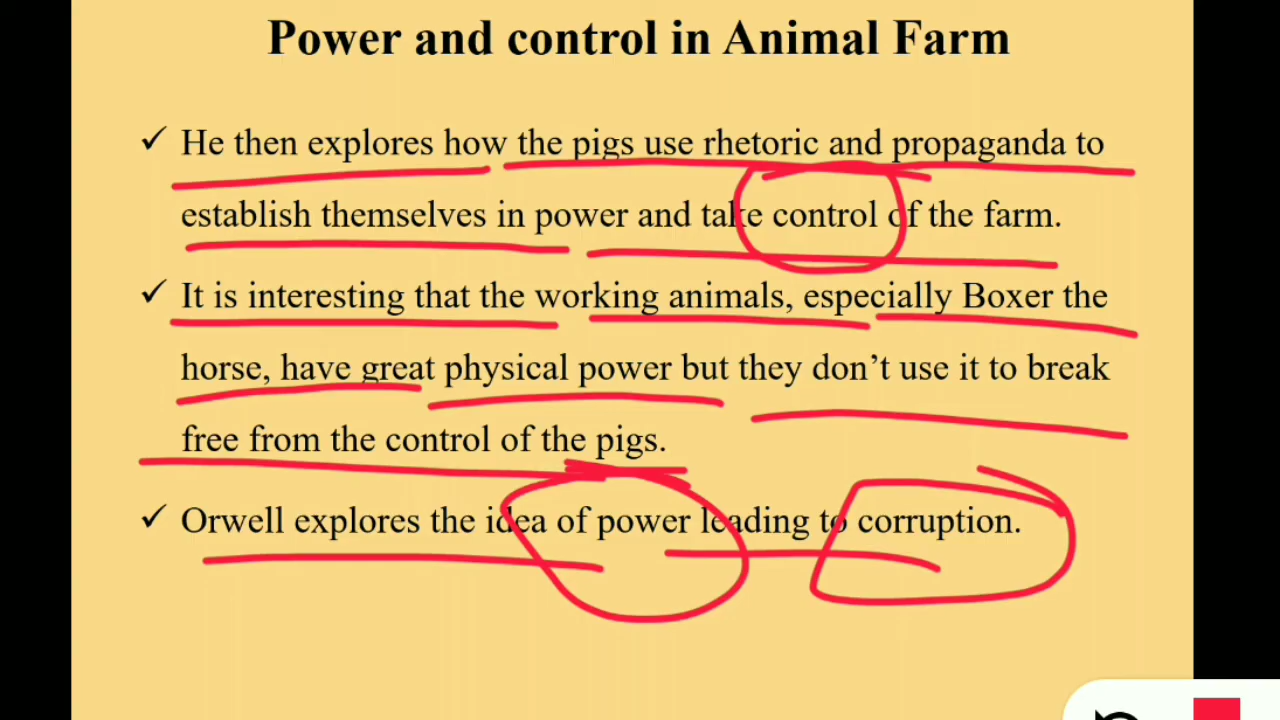 Power and control in Animal Farm
✓ He then explores how the pigs use rhetoric and propaganda to
establish themselves in power and take control of the farm.
✓ It is interesting that the working animals, especially Boxer the
horse, have great physical power but they don’t use it to break
free from the control of the pigs.
✓ Orwell explores the idea of power leading to corruption.